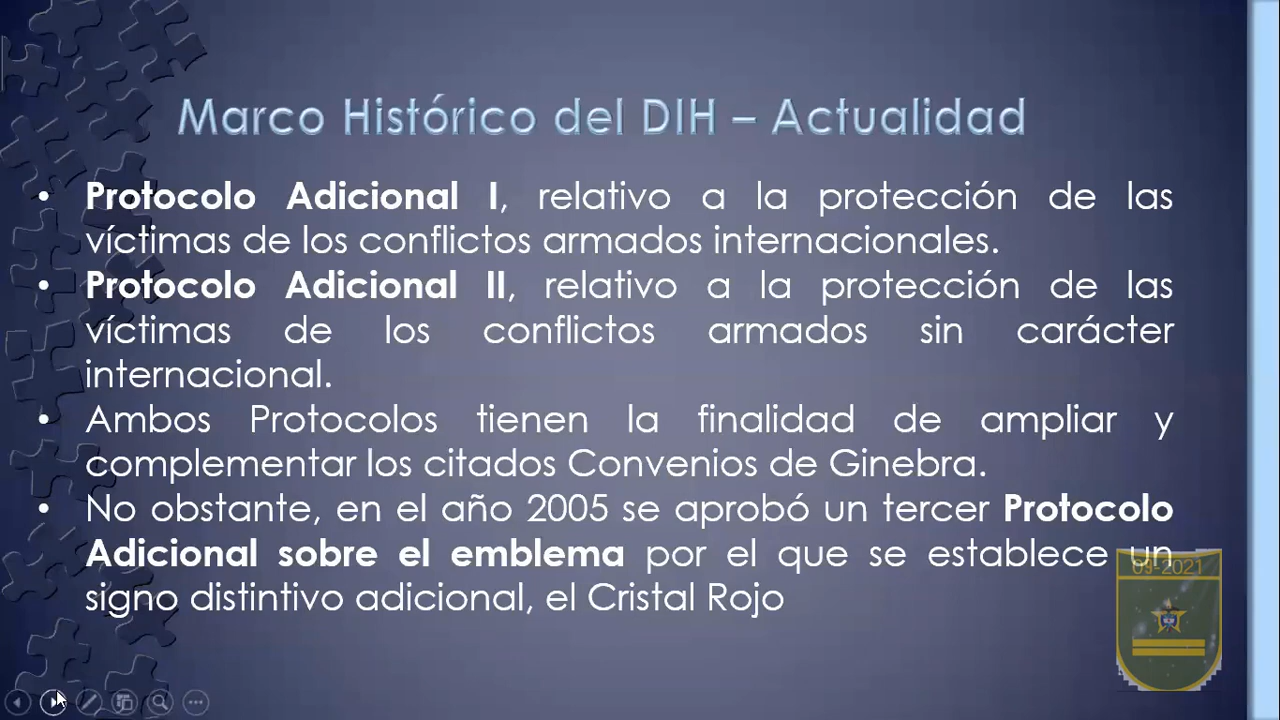 Marco Histórico del DIH – Actualidad
• Protocolo Adicional I, relativo a la protección de las
víctimas de los conflictos armados internacionales.
• Protocolo Adicional II, relativo a la protección de las
víctimas de los conflictos armados sin carácter
internacional.
• Ambos Protocolos tienen la finalidad de ampliar y
complementar los citados Convenios de Ginebra.
• No obstante, en el año 2005 se aprobó un tercer Protocolo
Adicional sobre el emblema por el que se establece un
signo distintivo adicional, el Cristal Rojo
09-2021